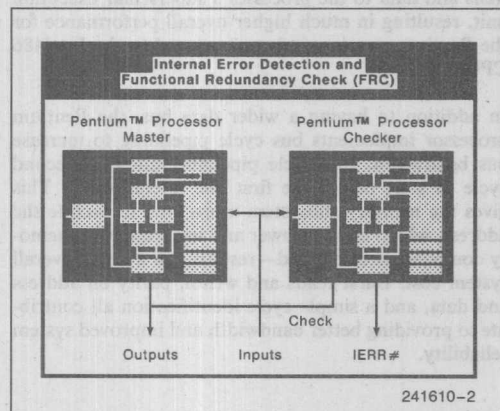 Internal Error Detection and
Functional Redundancy Check (FRC)
Pentium™ Processor
Master
Pentium™ Processor
Checker
Check
Outputs
Inputs
IERR#
241610–2